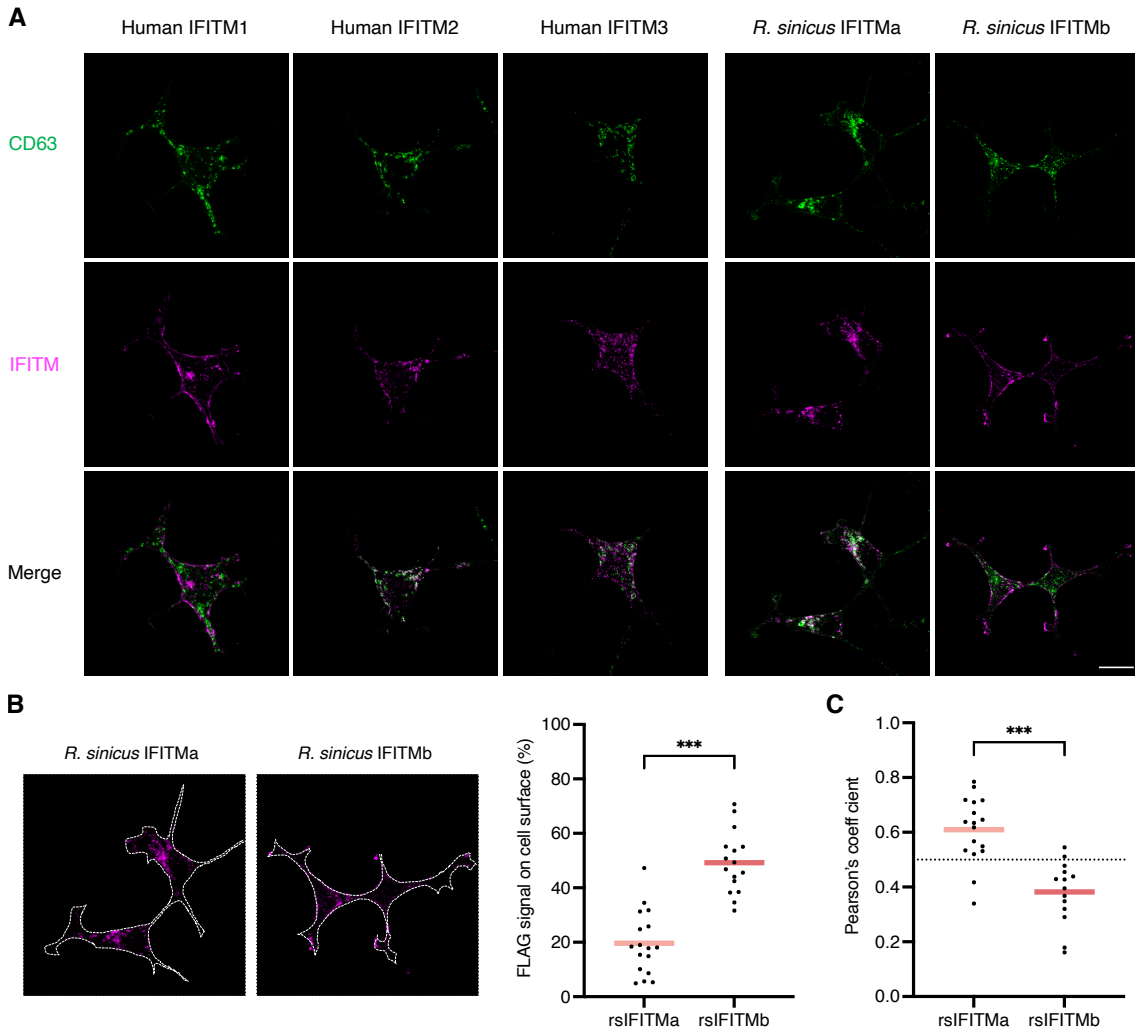 A
Human IFITM1
Human IFITM2
Human IFITM3
R. sinicus IFITMa
R. sinicus IFITMb
CD63
IFITM
Merge
B
R. sinicus IFITMa
R. sinicus IFITMb
FLAG signal on cell surface (%)
100
80
60
40
20
0
***
rsIFITMa
rsIFITMb
C
Pearson's coeff cient
1.0
0.8
0.6
0.4
0.2
0.0
***
rsIFITMa
rsIFITMb